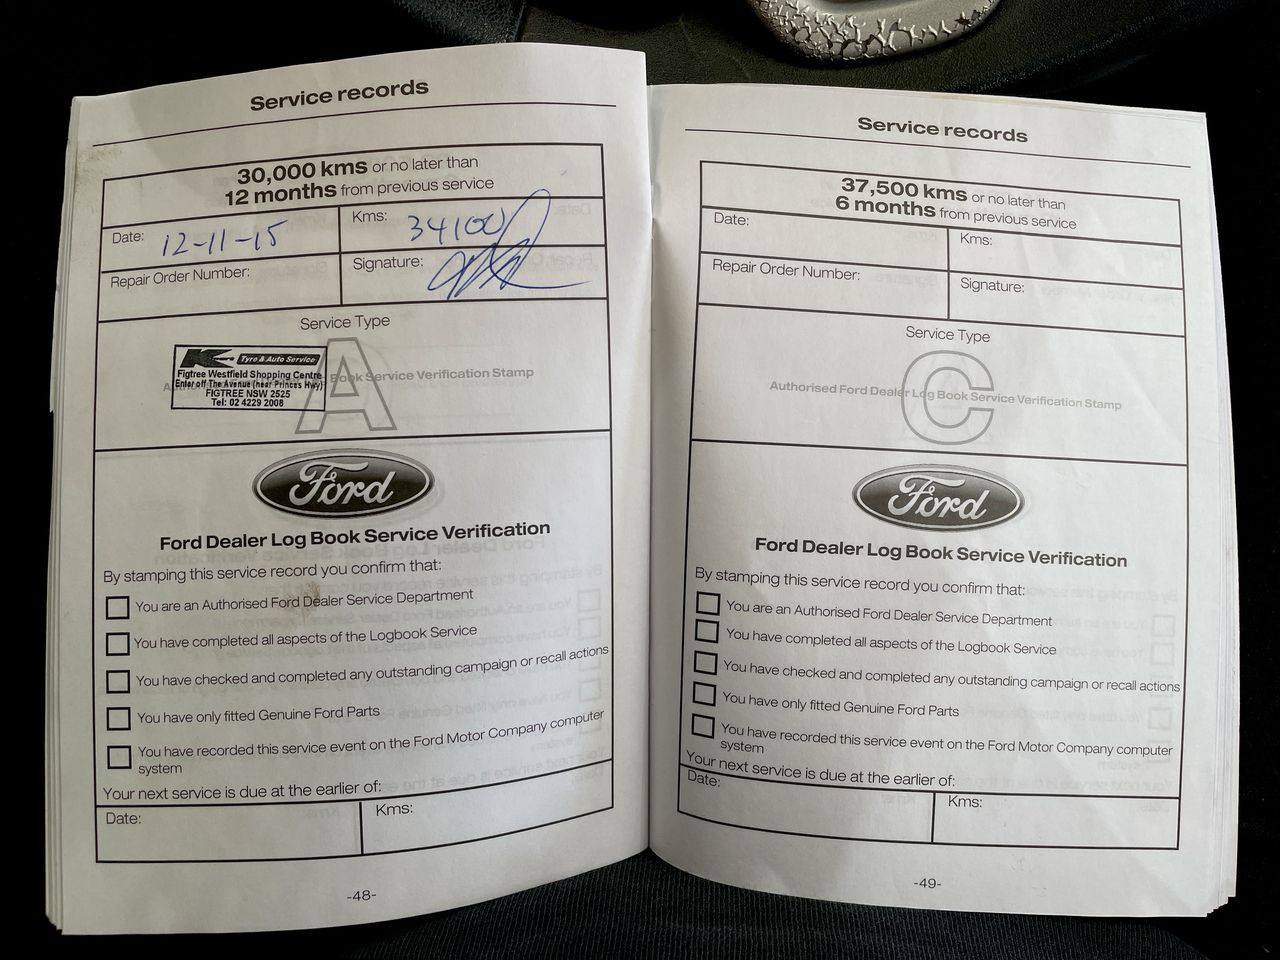 Service records
30,000 kms or no later than
12 months from previous service
Date: 12-11-15
Kms: 34100
Repair Order Number:
Signature:
Service Type
A
K Tyre & Auto Service
Figtree Westfield Shopping Centre
Enter off The Avenue (near Princes Hwy)
FIGTREE NSW 2525
Tel: 02 4229 2008
Book Service Verification Stamp
Ford
Ford Dealer Log Book Service Verification
By stamping this service record you confirm that:
You are an Authorised Ford Dealer Service Department
You have completed all aspects of the Logbook Service
You have checked and completed any outstanding campaign or recall actions
You have only fitted Genuine Ford Parts
You have recorded this service event on the Ford Motor Company computer
system
Your next service is due at the earlier of:
Date:
Kms:
-48-
Service records
37,500 kms or no later than
6 months from previous service
Date:
Kms:
Repair Order Number:
Signature:
Service Type
C
Authorised Ford Dealer Log Book Service Verification Stamp
Ford
Ford Dealer Log Book Service Verification
By stamping this service record you confirm that:
You are an Authorised Ford Dealer Service Department
You have completed all aspects of the Logbook Service
You have checked and completed any outstanding campaign or recall actions
You have only fitted Genuine Ford Parts
You have recorded this service event on the Ford Motor Company computer
system
Your next service is due at the earlier of:
Date:
Kms:
-49-